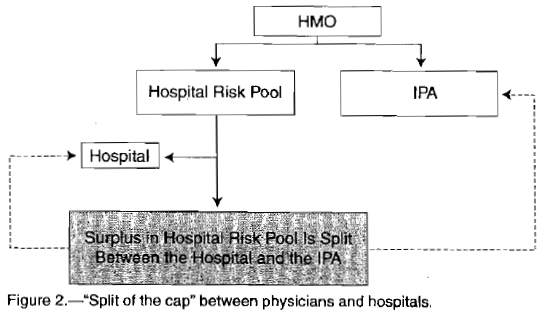 HMO
Hospital Risk Pool
IPA
Hospital
Surplus in Hospital Risk Pool Is Split
Between the Hospital and the IPA
Figure 2.—“Split of the cap” between physicians and hospitals.